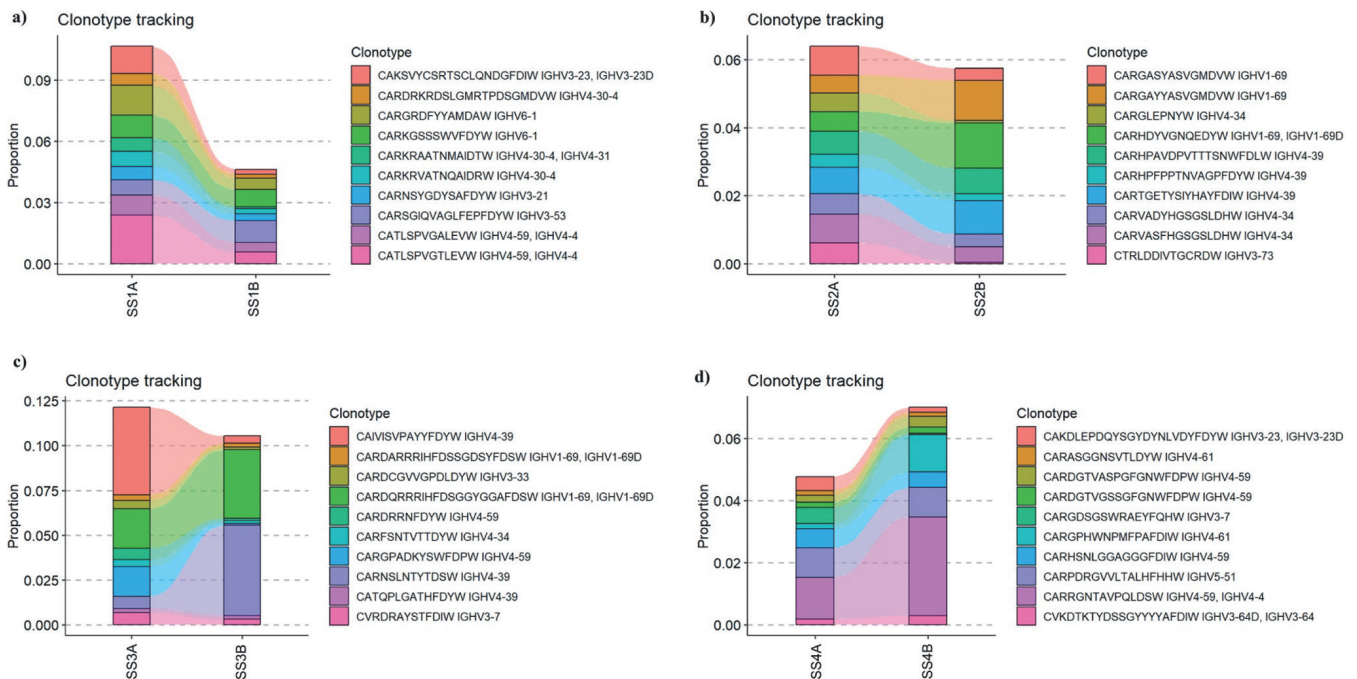 a)
Clonotype tracking
Proportion
0.09
0.06
0.03
0.00
SS1A
SS1B
Clonotype
CAKSVYCSRTSCLQNDGFDIW IGHV3-23, IGHV3-23D
CARDRKRDSLGMRTPDSGMDVW IGHV4-30-4
CARGRDFYYAMDAW IGHV6-1
CARKGSSSWVFDYW IGHV6-1
CARKRAATNMAIDTW IGHV4-30-4, IGHV4-31
CARKRVATNQAIDRW IGHV4-30-4
CARNSYGDYSAFDYW IGHV3-21
CARSGIQVAGLFEPFDYW IGHV3-53
CATLSPVGALEVW IGHV4-59, IGHV4-4
CATLSPVGTLEVW IGHV4-59, IGHV4-4
b)
Clonotype tracking
Proportion
0.06
0.04
0.02
0.00
SS2A
SS2B
Clonotype
CARGASYASVGMDVW IGHV1-69
CARGAYYASVGMDVW IGHV1-69
CARGLEPNYW IGHV4-34
CARHDYVGNQEDYW IGHV1-69, IGHV1-69D
CARHPAVDPVTTTSNWFDLW IGHV4-39
CARHPFPPTNVAGPFDYW IGHV4-39
CARTGETYSIYHAYFDIW IGHV4-39
CARVADYHGSGSLDHW IGHV4-34
CARVASFHGSGSLDHW IGHV4-34
CTRLDDIVTGCRDW IGHV3-73
c)
Clonotype tracking
Proportion
0.125
0.100
0.075
0.050
0.025
0.000
SS3A
SS3B
Clonotype
CAIVISVPAYYFDYW IGHV4-39
CARDARRRIHFDSSGDSYFDSW IGHV1-69, IGHV1-69D
CARDCGVVGPDLDYW IGHV3-33
CARDQRRRIHFDSGGYGGAFDSW IGHV1-69, IGHV1-69D
CARDRRNFDYW IGHV4-59
CARFSNTVTTDYW IGHV4-34
CARGPADKYSWFDPW IGHV4-59
CARNSLNTYTDSW IGHV4-39
CATQPLGATHFDYW IGHV4-39
CVRDRAYSTFDIW IGHV3-7
d)
Clonotype tracking
Proportion
0.06
0.04
0.02
0.00
SS4A
SS4B
Clonotype
CAKDLEPDQYSGYDYNLVDYFDYW IGHV3-23, IGHV3-23D
CARASGGNSVTLDYW IGHV4-61
CARDGTVASPGFGNWFDPW IGHV4-59
CARDGTVGSSGFGNWFDPW IGHV4-59
CARGDSGSWRAEYFQHW IGHV3-7
CARGPHWNPMFPAFDIW IGHV4-61
CARHSNLGGAGGGFDIW IGHV4-59
CARPDRGVVLTALHFHHW IGHV5-51
CARRGNTAVPQLDSW IGHV4-59, IGHV4-4
CVKDTKTYDSSGYYYYAFDIW IGHV3-64D, IGHV3-64